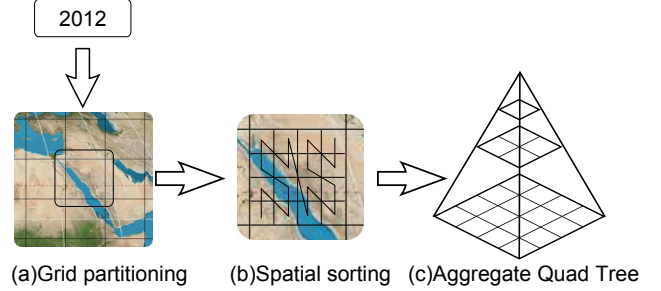 2012
(a)Grid partitioning
(b)Spatial sorting
(c)Aggregate Quad Tree